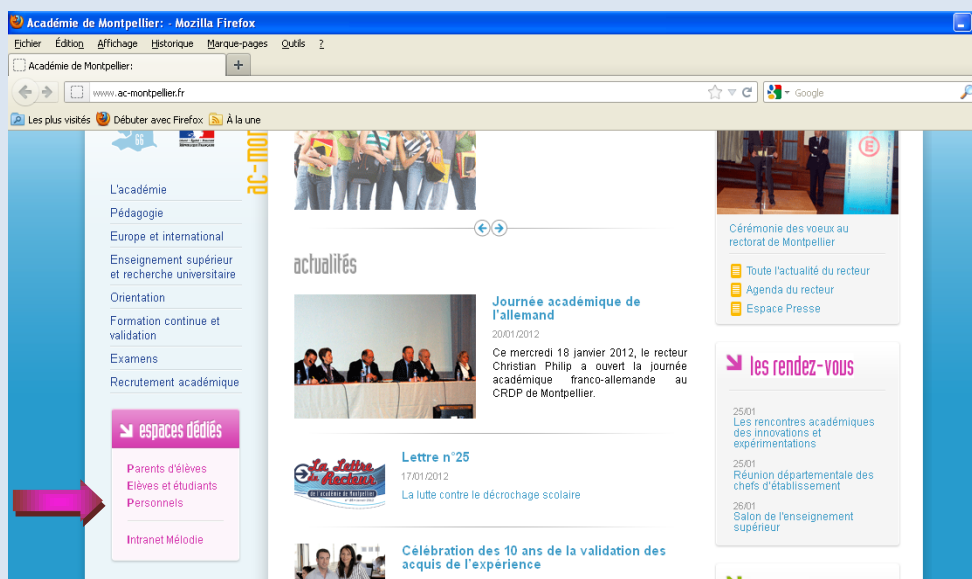 Académie de Montpellier: - Mozilla Firefox
Fichier Édition Affichage Historique Marque-pages Outils ?
Académie de Montpellier: +
www.ac-montpellier.fr
Google
Les plus visités Débuter avec Firefox À la une
66
ac-mon
L'académie
Pédagogie
Europe et international
Enseignement supérieur
et recherche universitaire
Orientation
Formation continue et
validation
Examens
Recrutement académique
espaces dédiés
Parents d'élèves
Elèves et étudiants
Personnels
Intranet Mélodie
actualités
Journée académique de
l'allemand
20/01/2012
Ce mercredi 18 janvier 2012, le recteur
Christian Philip a ouvert la journée
académique franco-allemande au
CRDP de Montpellier.
La Lettre
du Recteur
de l'académie de Montpellier
Lettre n°25
17/01/2012
La lutte contre le décrochage scolaire
Célébration des 10 ans de la validation des
acquis de l'expérience
Cérémonie des voeux au
rectorat de Montpellier
Toute l'actualité du recteur
Agenda du recteur
Espace Presse
les rendez-vous
25/01
Les rencontres académiques
des innovations et
expérimentations
25/01
Réunion départementale des
chefs d'établissement
26/01
Salon de l'enseignement
supérieur